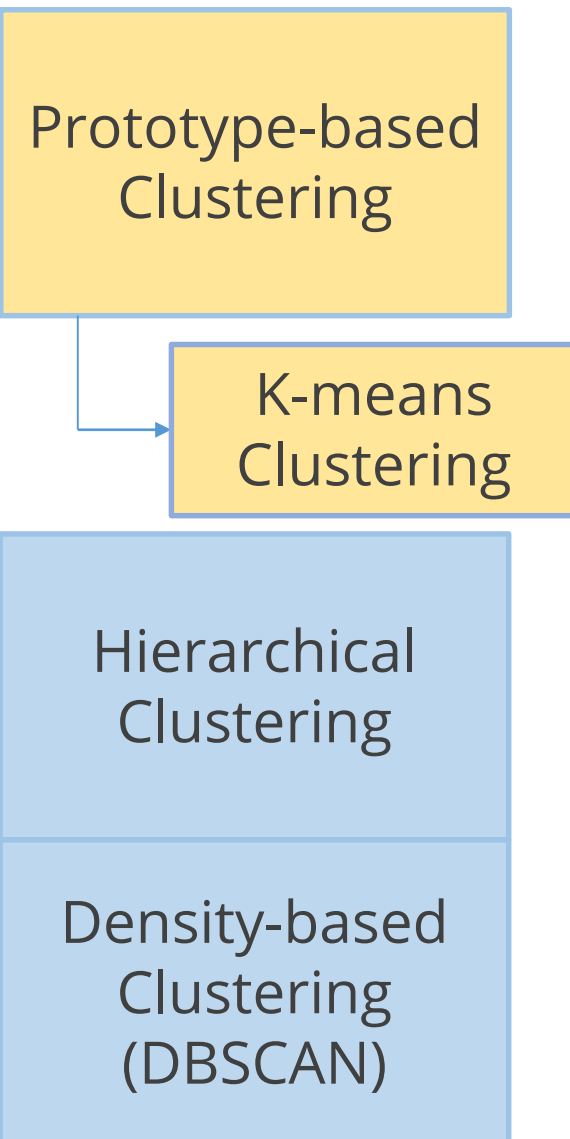 Prototype-based
Clustering
K-means
Clustering
Hierarchical
Clustering
Density-based
Clustering
(DBSCAN)